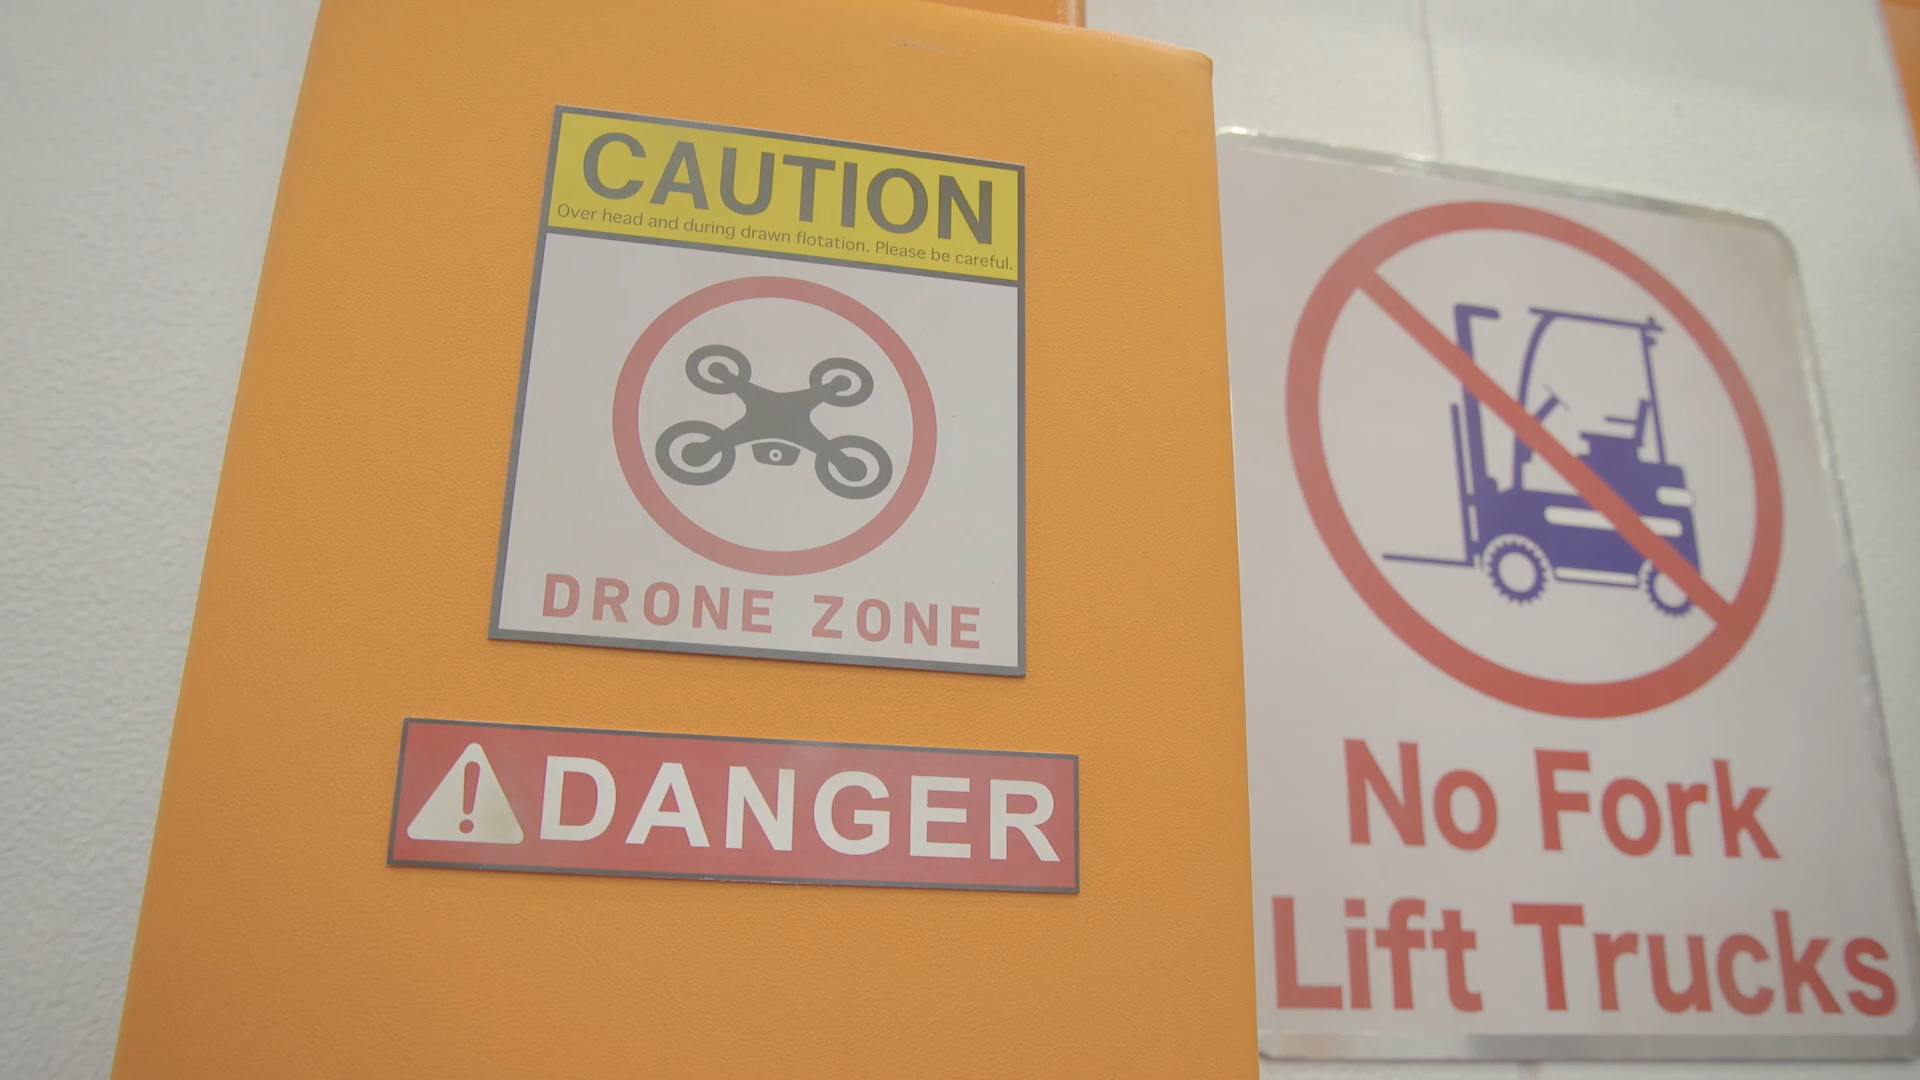 CAUTION
Over head and during drawn flotation. Please be careful.
DRONE ZONE
DANGER
No Fork
Lift Trucks